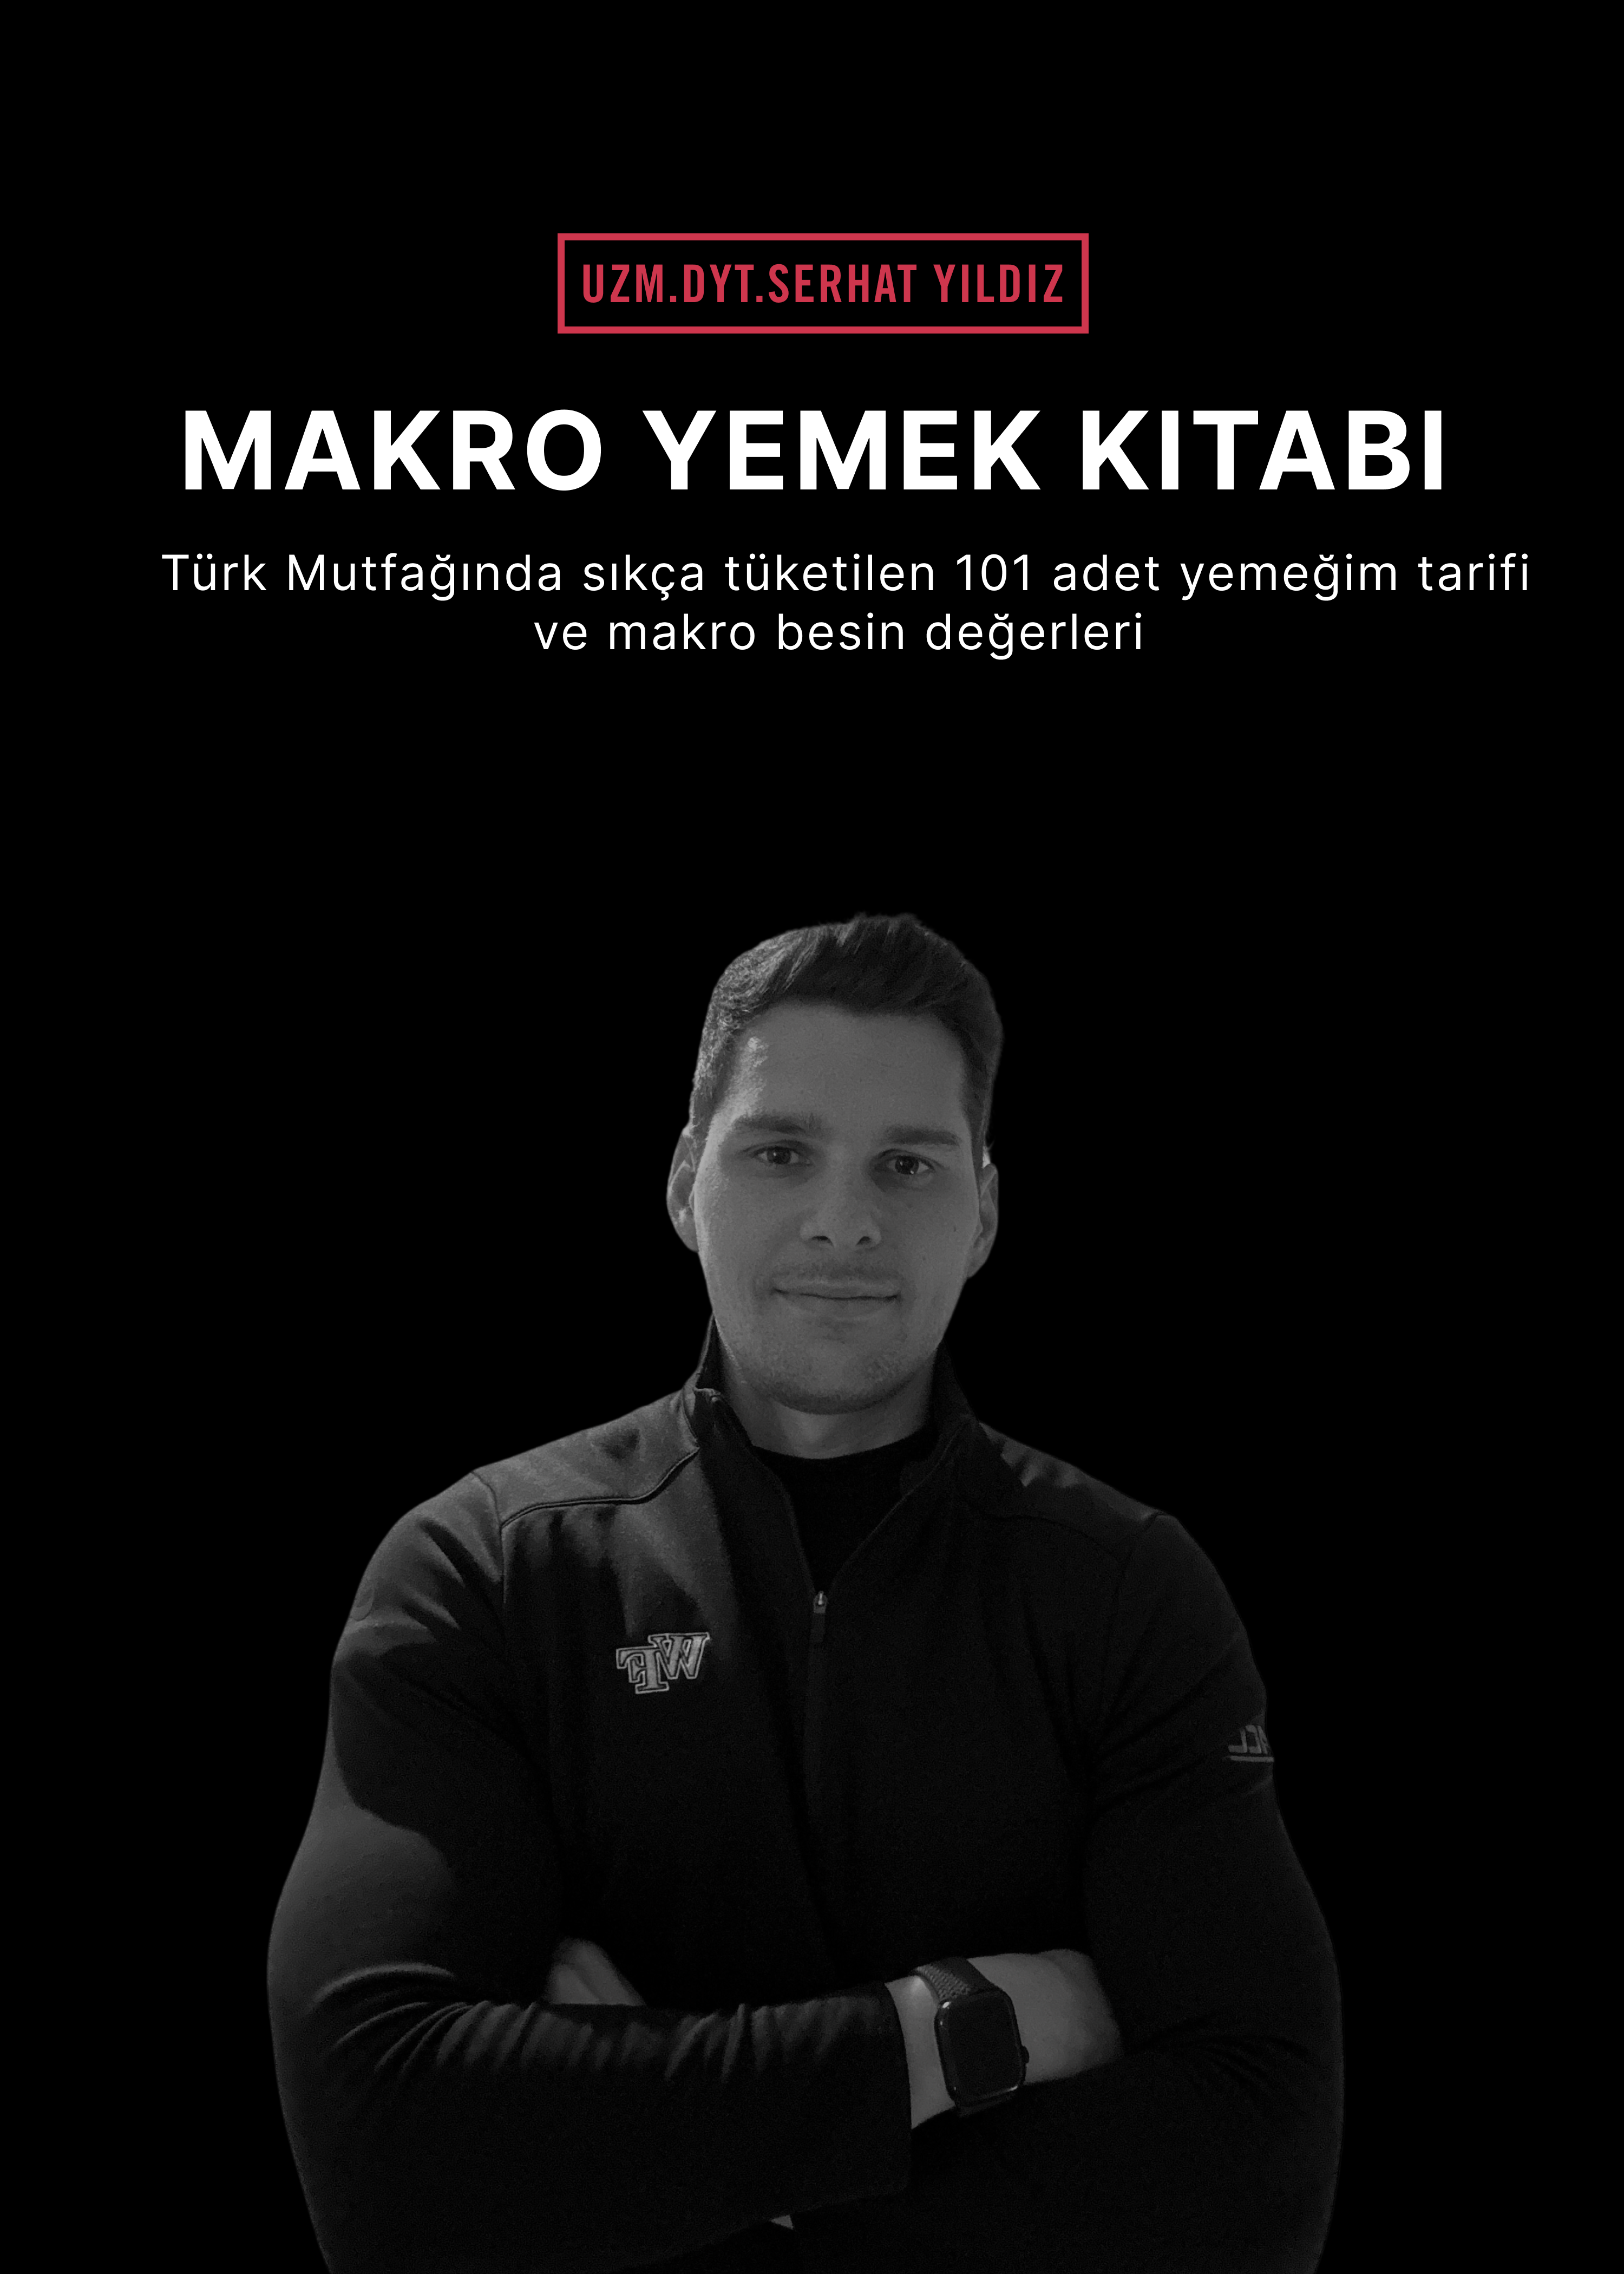 UZM.DYT.SERHAT YILDIZ
MAKRO YEMEK KITABI
Türk Mutfağında sıkça tüketilen 101 adet yemeğim tarifi
ve makro besin değerleri